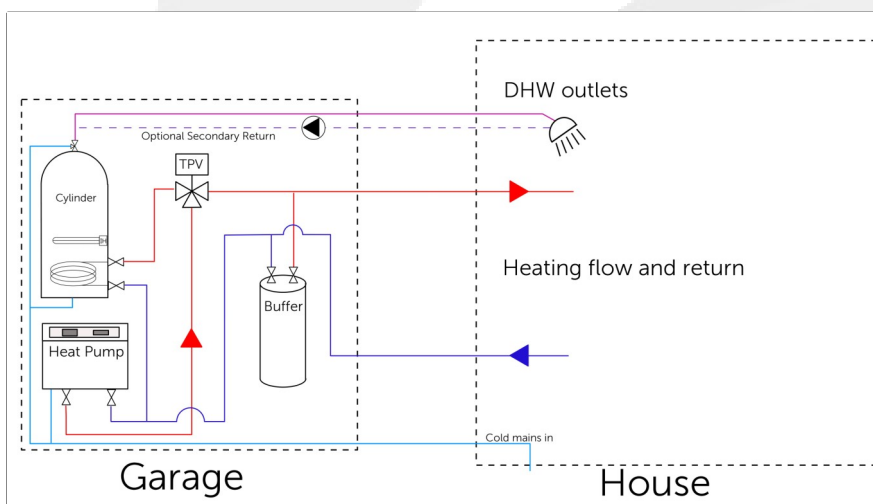 DHW outlets
Optional Secondary Return
TPV
Cylinder
Heating flow and return
Buffer
Heat Pump
Cold mains in
Garage
House